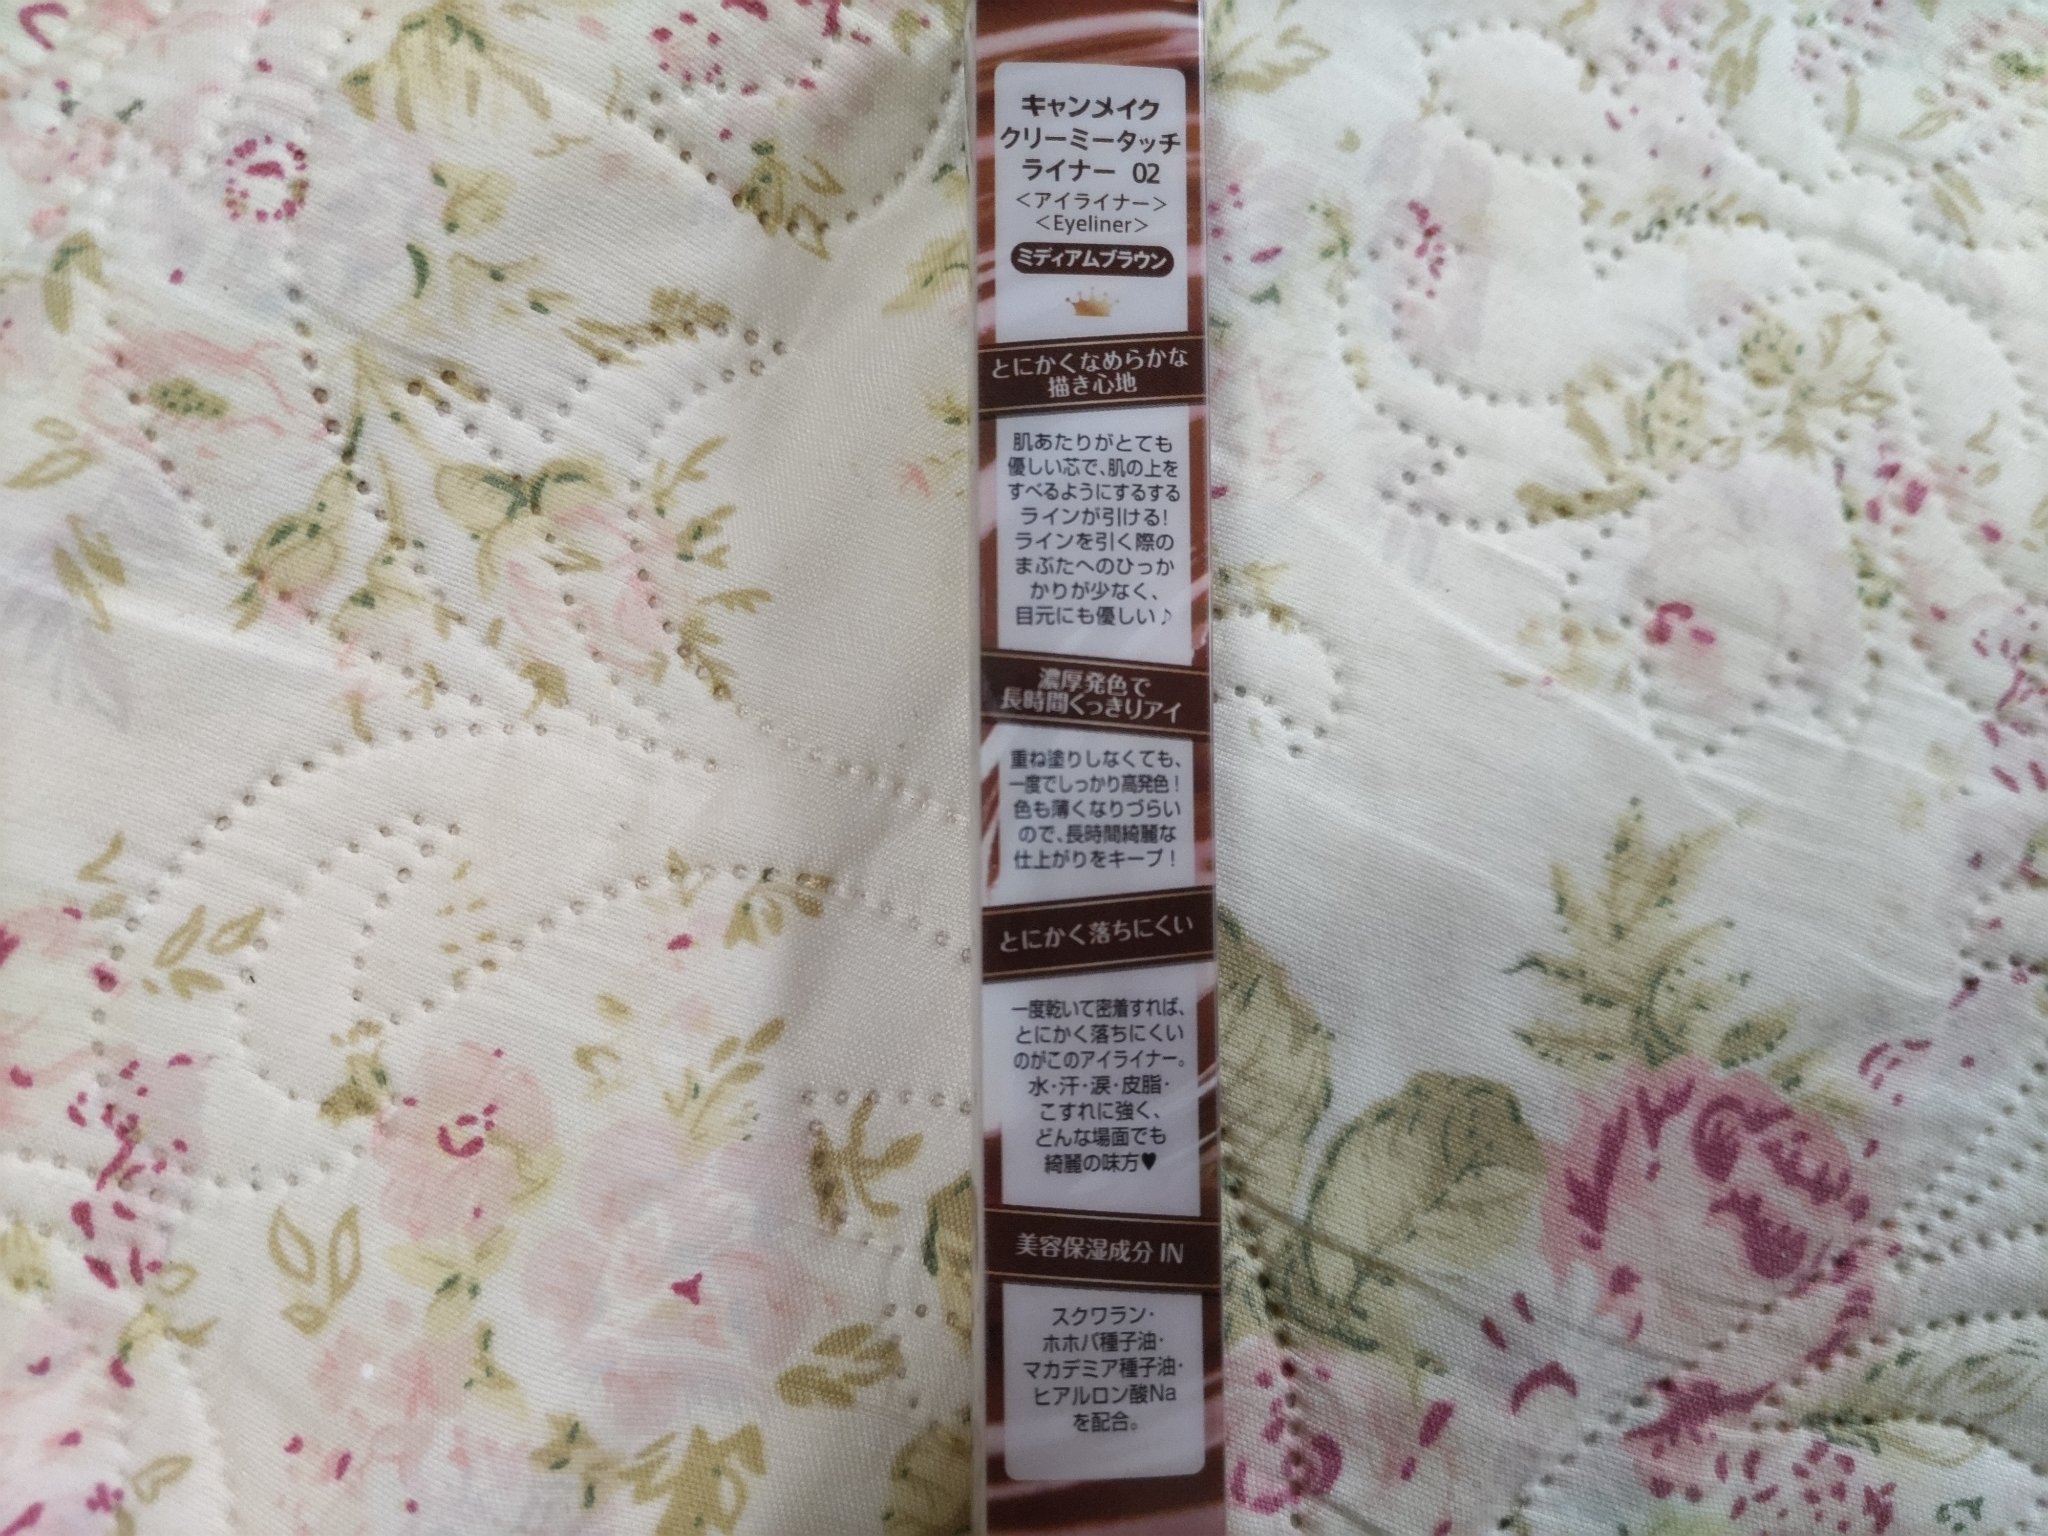 キャンメイク
クリーミータッチ
ライナー 02
＜アイライナー＞
＜Eyeliner＞
ミディアムブラウン
とにかくなめらかな
描き心地
肌あたりがとても
優しい芯で、肌の上を
すべるようにするする
ラインが引ける!
ラインを引く際の
まぶたへのひっか
かりが少なく、
目元にも優しい♪
濃厚発色で
長時間くっきりアイ
重ね塗りしなくても、
一度でしっかり高発色！
色も薄くなりづらい
ので、長時間綺麗な
仕上がりをキープ！
とにかく落ちにくい
一度乾いて密着すれば、
とにかく落ちにくい
のがこのアイライナー。
水・汗・涙・皮脂・
こすれに強く、
どんな場面でも
綺麗の味方♥
美容保湿成分 IN
スクワラン・
ホホバ種子油・
マカデミア種子油・
ヒアルロン酸Na
を配合。